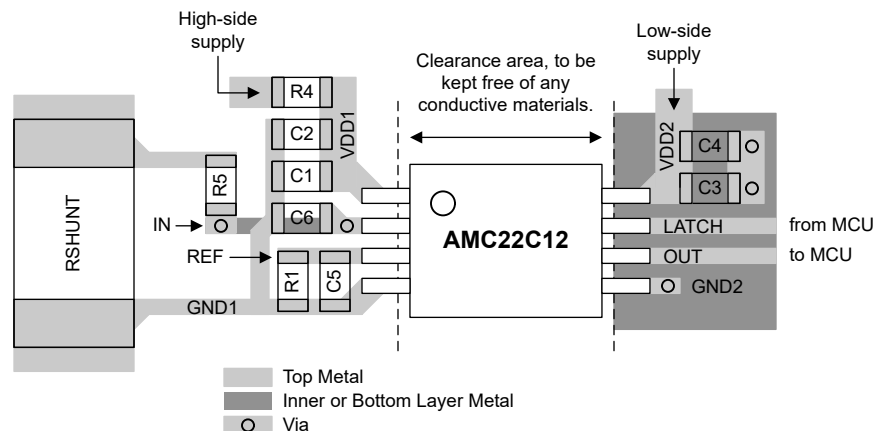 High-side
supply
Clearance area, to be
kept free of any
conductive materials.
Low-side
supply
R4
C2
VDD1
C1
R5
C6
IN
REF
R1
C5
RSHUNT
GND1
AMC22C12
VDD2
C4
C3
LATCH
from MCU
OUT
to MCU
GND2
Top Metal
Inner or Bottom Layer Metal
Via